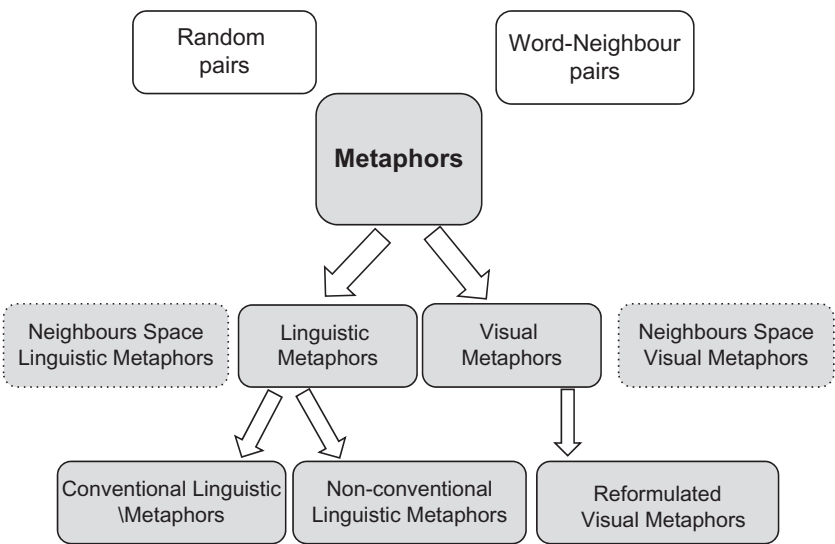 Random
pairs
Word-Neighbour
pairs
Metaphors
Neighbours Space
Linguistic Metaphors
Linguistic
Metaphors
Visual
Metaphors
Neighbours Space
Visual Metaphors
Conventional Linguistic
\Metaphors
Non-conventional
Linguistic Metaphors
Reformulated
Visual Metaphors